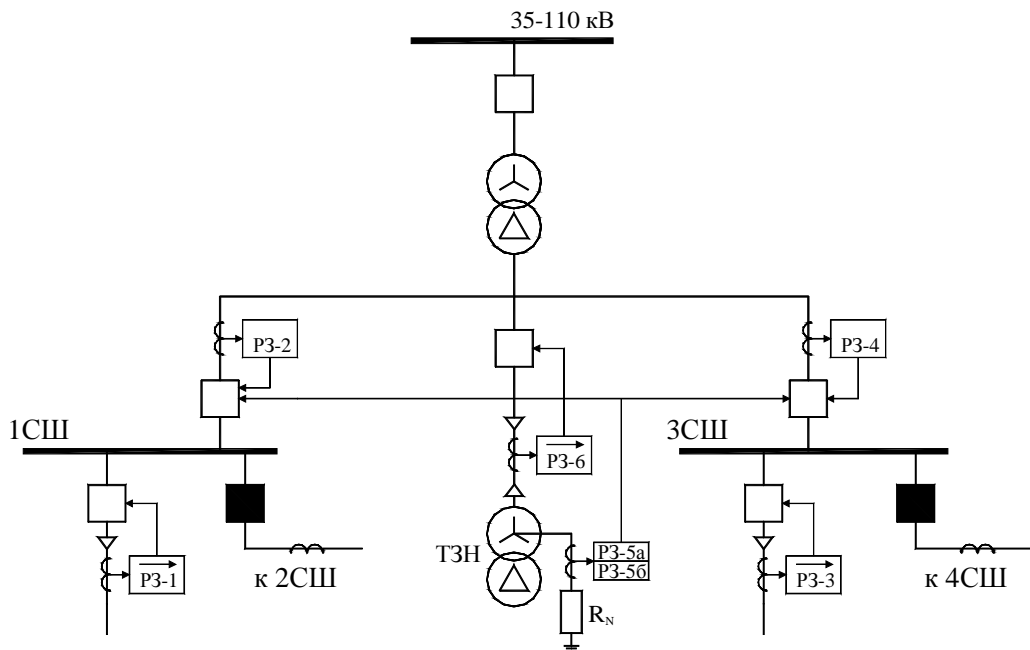 35-110 кВ
РЗ-2
РЗ-4
1СШ
3СШ
РЗ-6
ТЗН
РЗ-5а
РЗ-5б
РЗ-1
к 2СШ
R_N
РЗ-3
к 4СШ